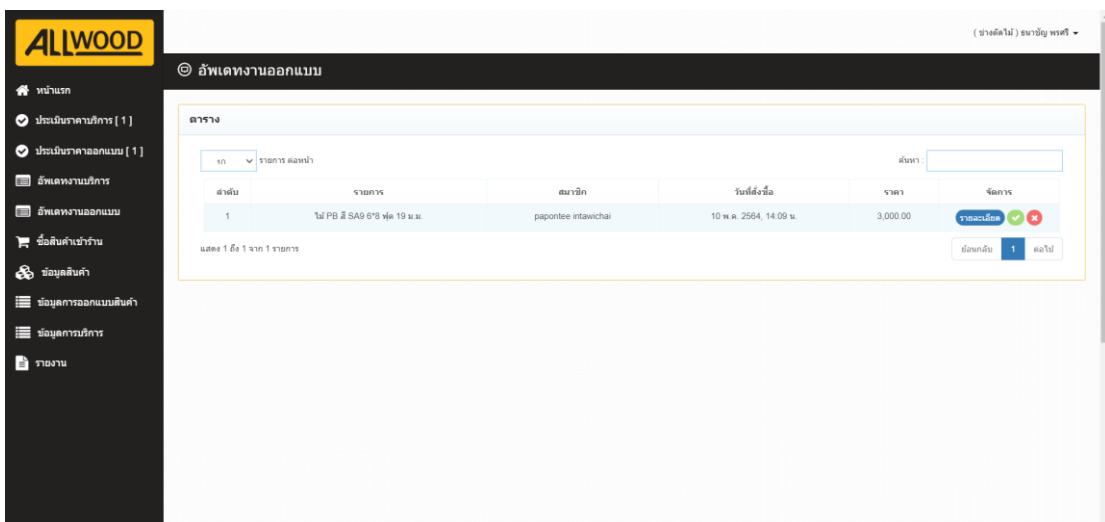 ALLWOOD
( ช่างตัดไม้ ) ธนาชัญ พรศรี
อัพเดทงานออกแบบ
หน้าแรก
ประเมินราคาบริการ [ 1 ]
ประเมินราคาออกแบบ [ 1 ]
อัพเดทงานบริการ
อัพเดทงานออกแบบ
ซื้อสินค้าเข้าร้าน
ข้อมูลสินค้า
ข้อมูลการออกแบบสินค้า
ข้อมูลการบริการ
รายงาน
ตาราง
รายการ ต่อหน้า ค้นหา :
ลำดับ รายการ สมาชิก วันที่สั่งซื้อ ราคา จัดการ
1 ไม้ PB สี SA9 6*8 ฟุต 19 ม.ม. papontee intawichai 10 พ.ค. 2564, 14:09 น. 3,000.00 รายละเอียด
แสดง 1 ถึง 1 จาก 1 รายการ ย้อนกลับ 1 ต่อไป